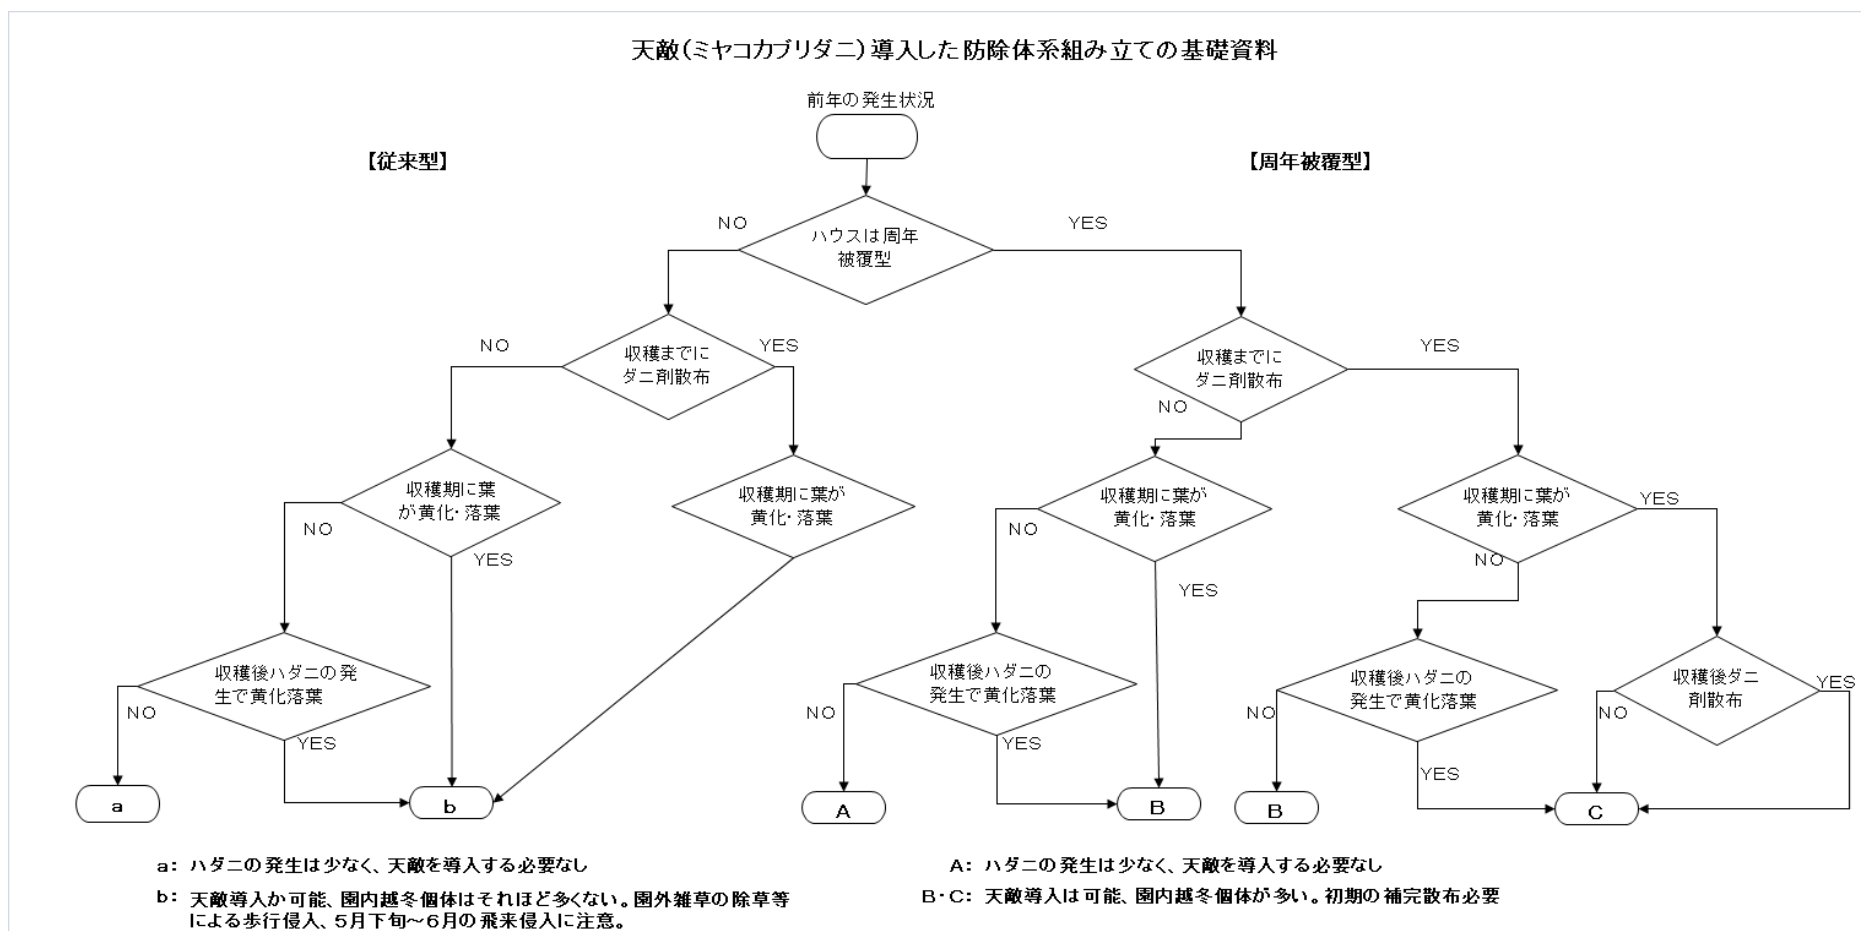 天敵(ミヤコカブリダニ)導入した防除体系組み立ての基礎資料
前年の発生状況
【従来型】
【周年被覆型】
NO
YES
ハウスは周年
被覆型
NO
収穫までに
ダニ剤散布
YES
収穫までに
ダニ剤散布
YES
NO
収穫期に葉
が黄化・落葉
NO
YES
収穫期に葉が
黄化・落葉
収穫期に葉が
黄化・落葉
NO
YES
収穫期に葉が
黄化・落葉
YES
NO
収穫後ハダニの発
生で黄化落葉
NO
YES
収穫後ハダニの
発生で黄化落葉
NO
YES
収穫後ハダニの
発生で黄化落葉
NO
YES
収穫後ダニ
剤散布
NO
YES
a
b
A
B
B
C
a: ハダニの発生は少なく、天敵を導入する必要なし
b: 天敵導入か可能、園内越冬個体はそれほど多くない。園外雑草の除草等
による歩行侵入、5月下旬～6月の飛来侵入に注意。
A: ハダニの発生は少なく、天敵を導入する必要なし
B・C: 天敵導入は可能、園内越冬個体が多い。初期の補完散布必要